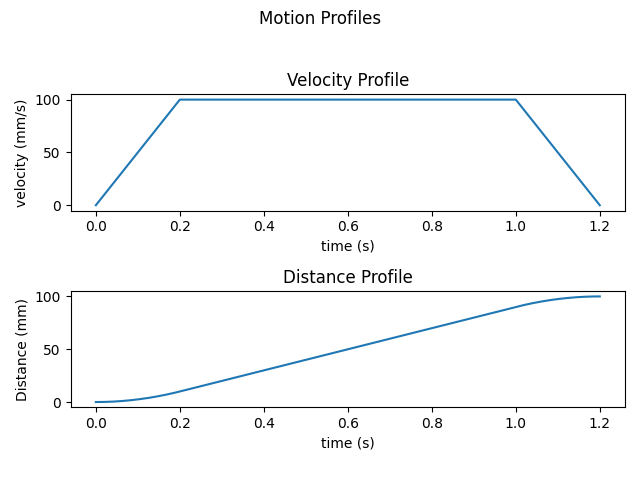 Motion Profiles
Velocity Profile
velocity (mm/s)
100
50
0
0.0 0.2 0.4 0.6 0.8 1.0 1.2
time (s)
Distance Profile
Distance (mm)
100
50
0
0.0 0.2 0.4 0.6 0.8 1.0 1.2
time (s)